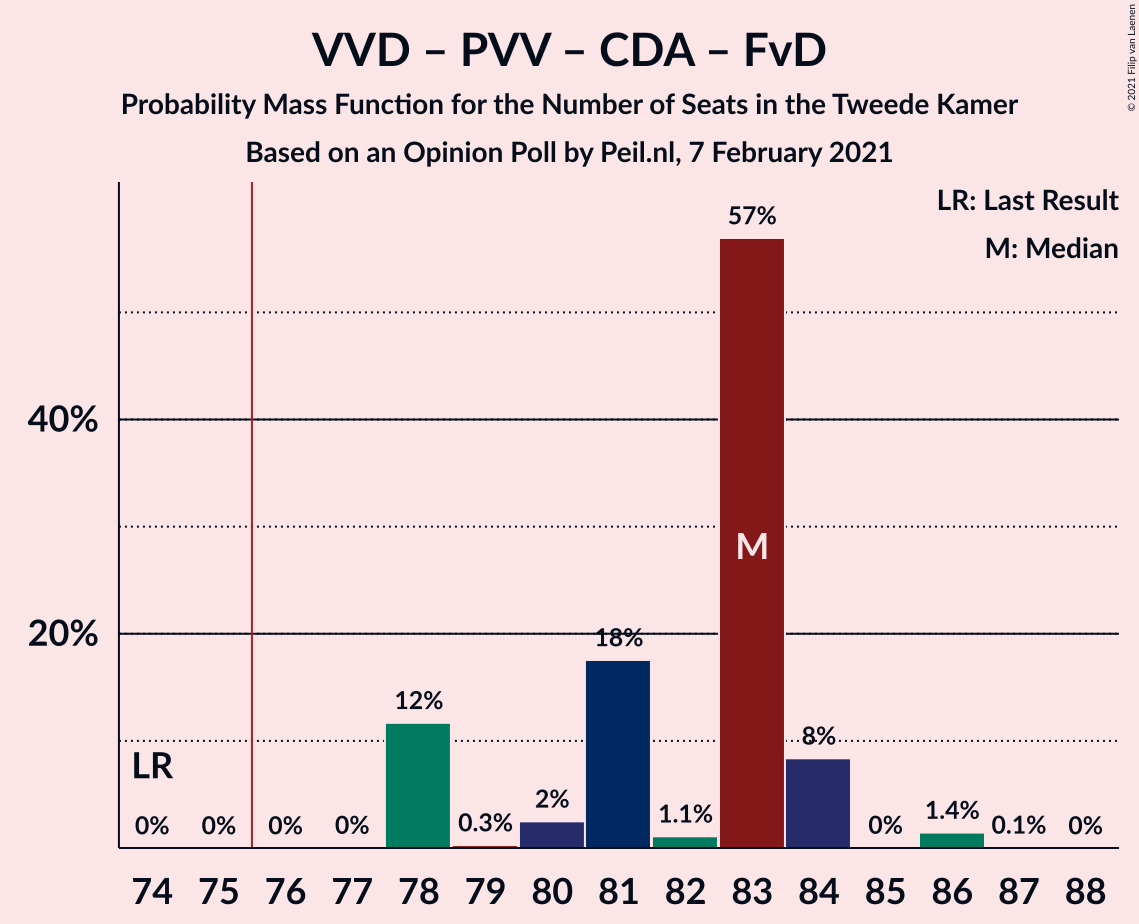 VVD – PVV – CDA – FvD
Probability Mass Function for the Number of Seats in the Tweede Kamer
Based on an Opinion Poll by Peil.nl, 7 February 2021
© 2021 Filip van Laenen
LR: Last Result
M: Median
57%
40%
M
20%
18%
12%
8%
LR
2%
1.4%
1.1%
0% 0% 0% 0% 0.3% 0% 0.1% 0%
74 75 76 77 78 79 80 81 82 83 84 85 86 87 88